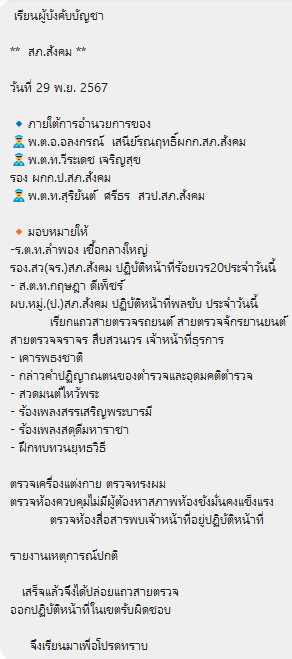 เรียนผู้บังคับบัญชา
** สภ.สังคม **
วันที่ 29 พ.ย. 2567
🔹ภายใต้การอำนวยการของ
👮พ.ต.อ.อลงกรณ์ เสนีย์รณฤทธิ์ผกก.สภ.สังคม
👮พ.ต.ท.วีระเดช เจริญสุข
รอง ผกก.ป.สภ.สังคม
👮พ.ต.ท.สุริยันต์ ศรีธร สวป.สภ.สังคม
🔸มอบหมายให้
-ร.ต.ท.ลำพอง เชื้อกลางใหญ่
รอง.สว(จร.)สภ.สังคม ปฏิบัติหน้าที่ร้อยเวร20ประจำวันนี้
- ส.ต.ท.กฤษฎา ดีเพ็ชร์
ผบ.หมู่.(ป.)สภ.สังคม ปฏิบัติหน้าที่พลขับ ประจำวันนี้
เรียกแถวสายตรวจรถยนต์ สายตรวจจักรยานยนต์
สายตรวจจราจร สืบสวนเวร เจ้าหน้าที่ธุรการ
- เคารพธงชาติ
- กล่าวคำปฏิญาณตนของตำรวจและอุดมคติตำรวจ
- สวดมนต์ไหว้พระ
- ร้องเพลงสรรเสริญพระบารมี
- ร้องเพลงสดุดีมหาราชา
- ฝึกทบทวนยุทธวิธี
ตรวจเครื่องแต่งกาย ตรวจทรงผม
ตรวจห้องควบคุมไม่มีผู้ต้องหาสภาพห้องขังมั่นคงแข็งแรง
ตรวจห้องสื่อสารพบเจ้าหน้าที่อยู่ปฏิบัติหน้าที่
รายงานเหตุการณ์ปกติ
เสร็จแล้วจึงได้ปล่อยแถวสายตรวจ
ออกปฏิบัติหน้าที่ในเขตรับผิดชอบ
จึงเรียนมาเพื่อโปรดทราบ